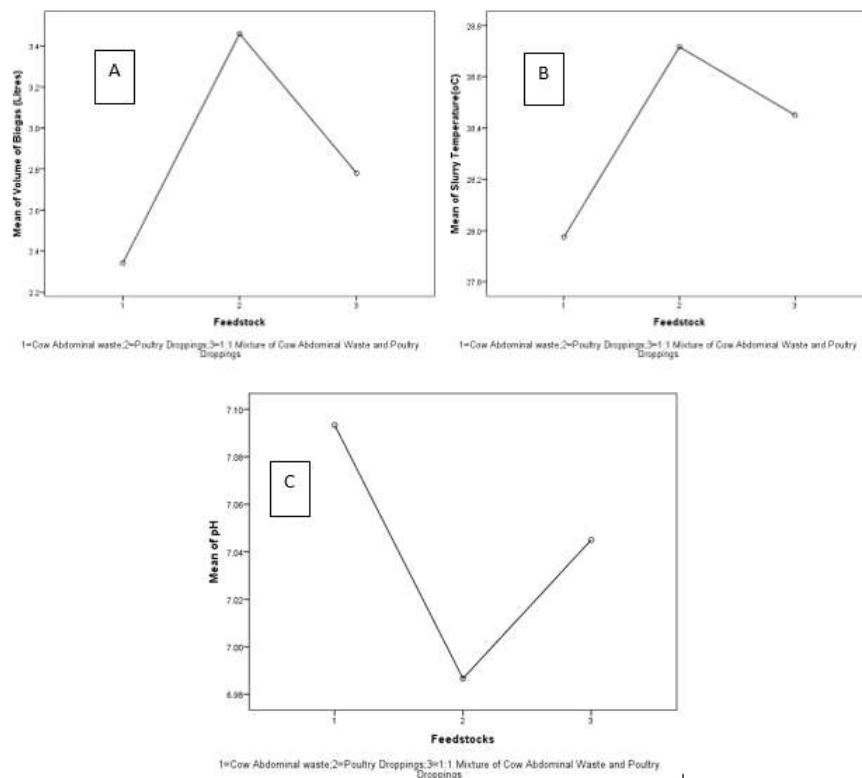 A
Mean of Volume of Biogas (Litres)
3.4
3.2
3.0
2.8
2.6
2.4
2.2
1
2
3
Feedstock
1=Cow Abdominal waste;2=Poultry Droppings;3=1:1 Mixture of Cow Abdominal Waste and Poultry
Droppings
B
Mean of Slurry Temperature(oC)
28.8
28.6
28.4
28.2
28.0
27.8
1
2
3
Feedstock
1=Cow Abdominal waste;2=Poultry Droppings;3=1:1 Mixture of Cow Abdominal Waste and Poultry
Droppings
C
Mean of pH
7.10
7.08
7.06
7.04
7.02
7.00
6.98
1
2
3
Feedstocks
1=Cow Abdominal waste;2=Poultry Droppings;3=1:1 Mixture of Cow Abdominal Waste and Poultry
Droppings